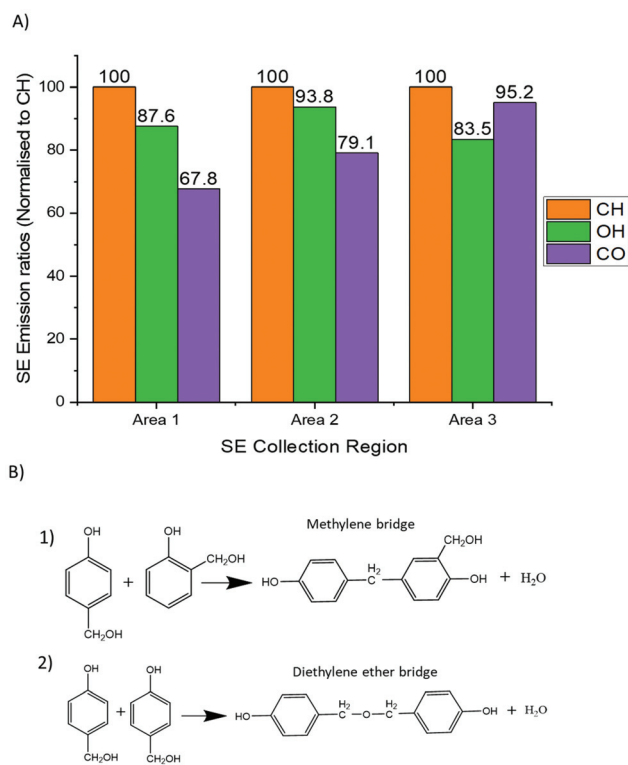 A)
SE Emission ratios (Normalised to CH)
100
80
60
40
20
0
100
87.6
67.8
100
93.8
79.1
100
83.5
95.2
CH
OH
CO
Area 1 Area 2 Area 3
SE Collection Region
B)
1)
OH
CH₂OH
+
OH
CH₂OH
Methylene bridge
HO
C
H₂
CH₂OH
OH
+ H₂O
2)
OH
CH₂OH
+
OH
CH₂OH
Diethylene ether bridge
HO
H₂
C
O
H₂
C
OH
+ H₂O